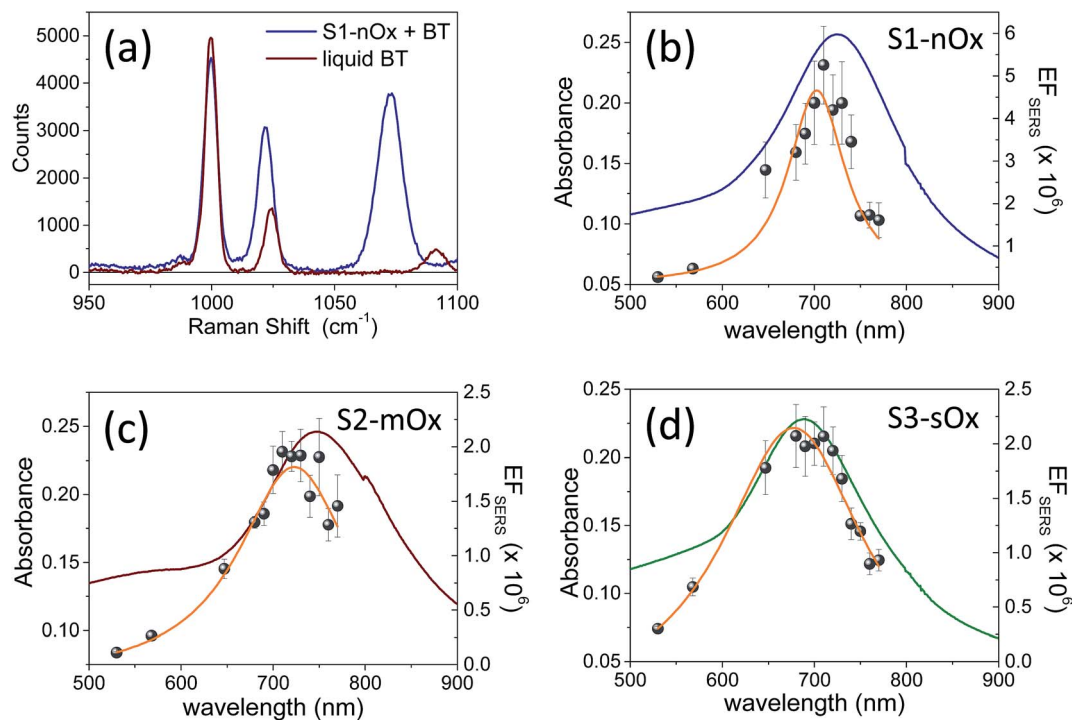 (a)
S1-nOx + BT
liquid BT
5000
4000
3000
2000
1000
0
Counts
950
1000
1050
1100
Raman Shift (cm⁻¹)
(b)
S1-nOx
0.25
0.20
0.15
0.10
0.05
Absorbance
6
5
4
3
2
1
EF_SERS (x 10⁶)
500
600
700
800
900
wavelength (nm)
(c)
S2-mOx
0.25
0.20
0.15
0.10
Absorbance
2.5
2.0
1.5
1.0
0.5
0.0
EF_SERS (x 10⁶)
500
600
700
800
900
wavelength (nm)
(d)
S3-sOx
0.25
0.20
0.15
0.10
0.05
Absorbance
2.5
2.0
1.5
1.0
0.5
0.0
EF_SERS (x 10⁶)
500
600
700
800
900
wavelength (nm)